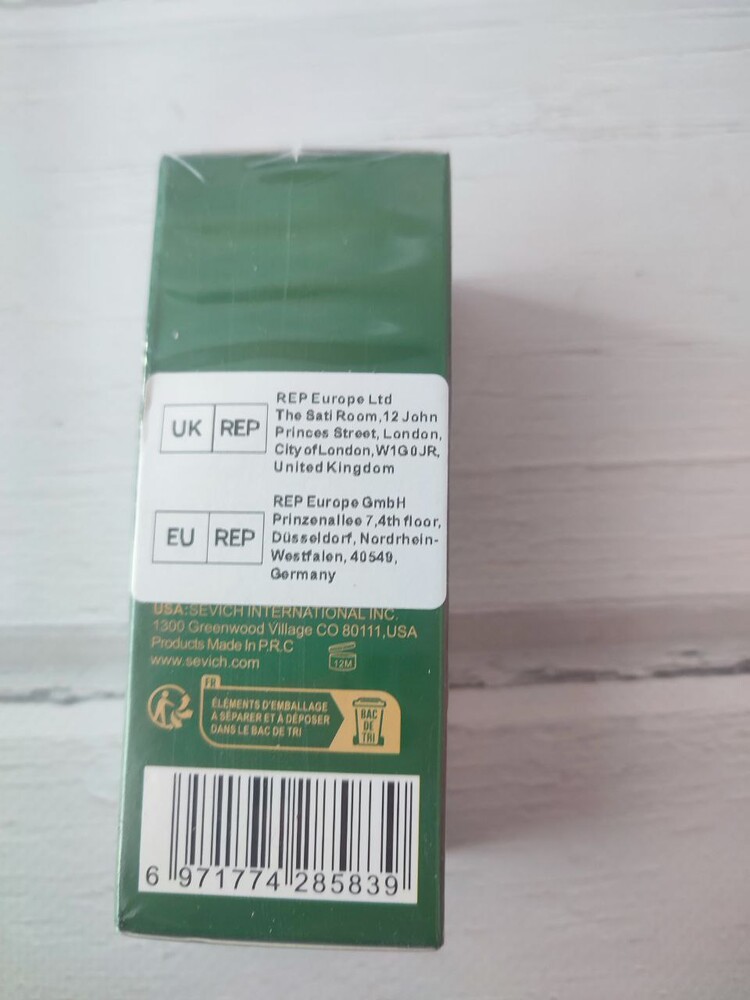 UK REP
REP Europe Ltd
The Sati Room,12 John
Princes Street, London,
City of London, W1G0JR,
United Kingdom
EU REP
REP Europe GmbH
Prinzenallee 7,4th floor,
Düsseldorf, Nordrhein-
Westfalen, 40549,
Germany
USA:SEVICH INTERNATIONAL INC.
1300 Greenwood Village CO 80111,USA
Products Made In P.R.C
www.sevich.com
12M
FR
ÉLÉMENTS D'EMBALLAGE
À SÉPARER ET À DÉPOSER
DANS LE BAC DE TRI
BAC
DE
TRI
6 971774 285839